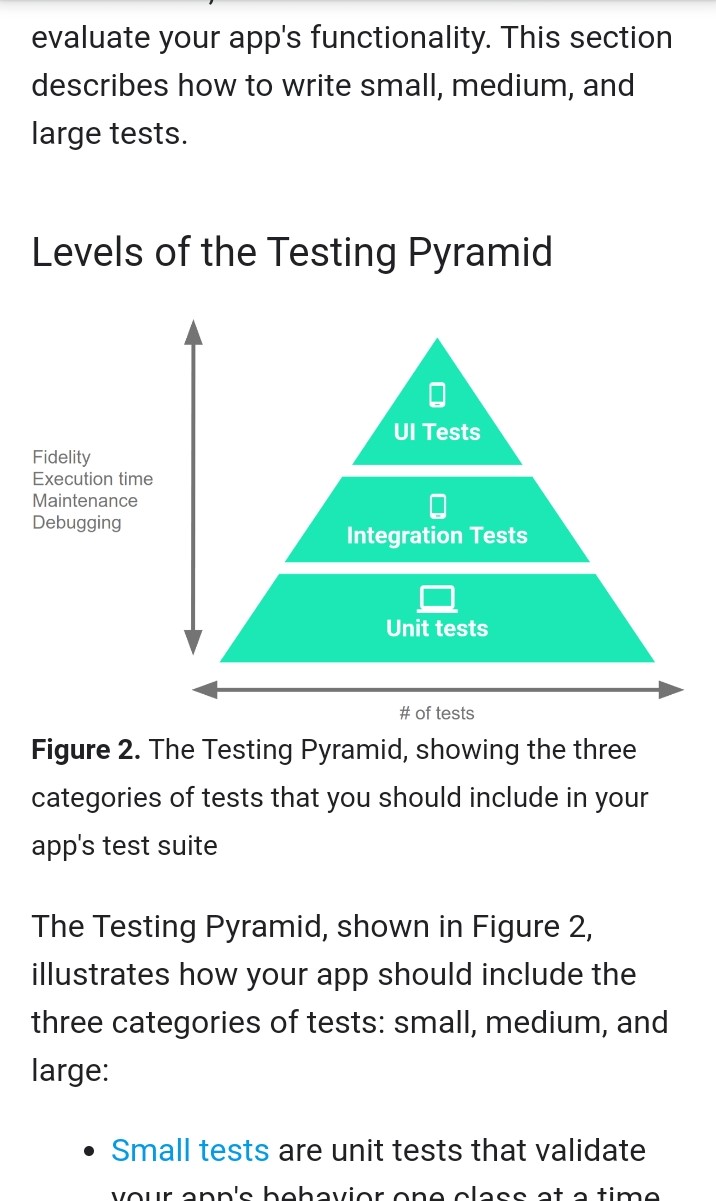 evaluate your app's functionality. This section
describes how to write small, medium, and
large tests.
Levels of the Testing Pyramid
UI Tests
Fidelity
Execution time
Maintenance
Debugging
Integration Tests
Unit tests
# of tests
Figure 2. The Testing Pyramid, showing the three
categories of tests that you should include in your
app's test suite
The Testing Pyramid, shown in Figure 2,
illustrates how your app should include the
three categories of tests: small, medium, and
large:
• Small tests are unit tests that validate
your app's behavior one class at a time